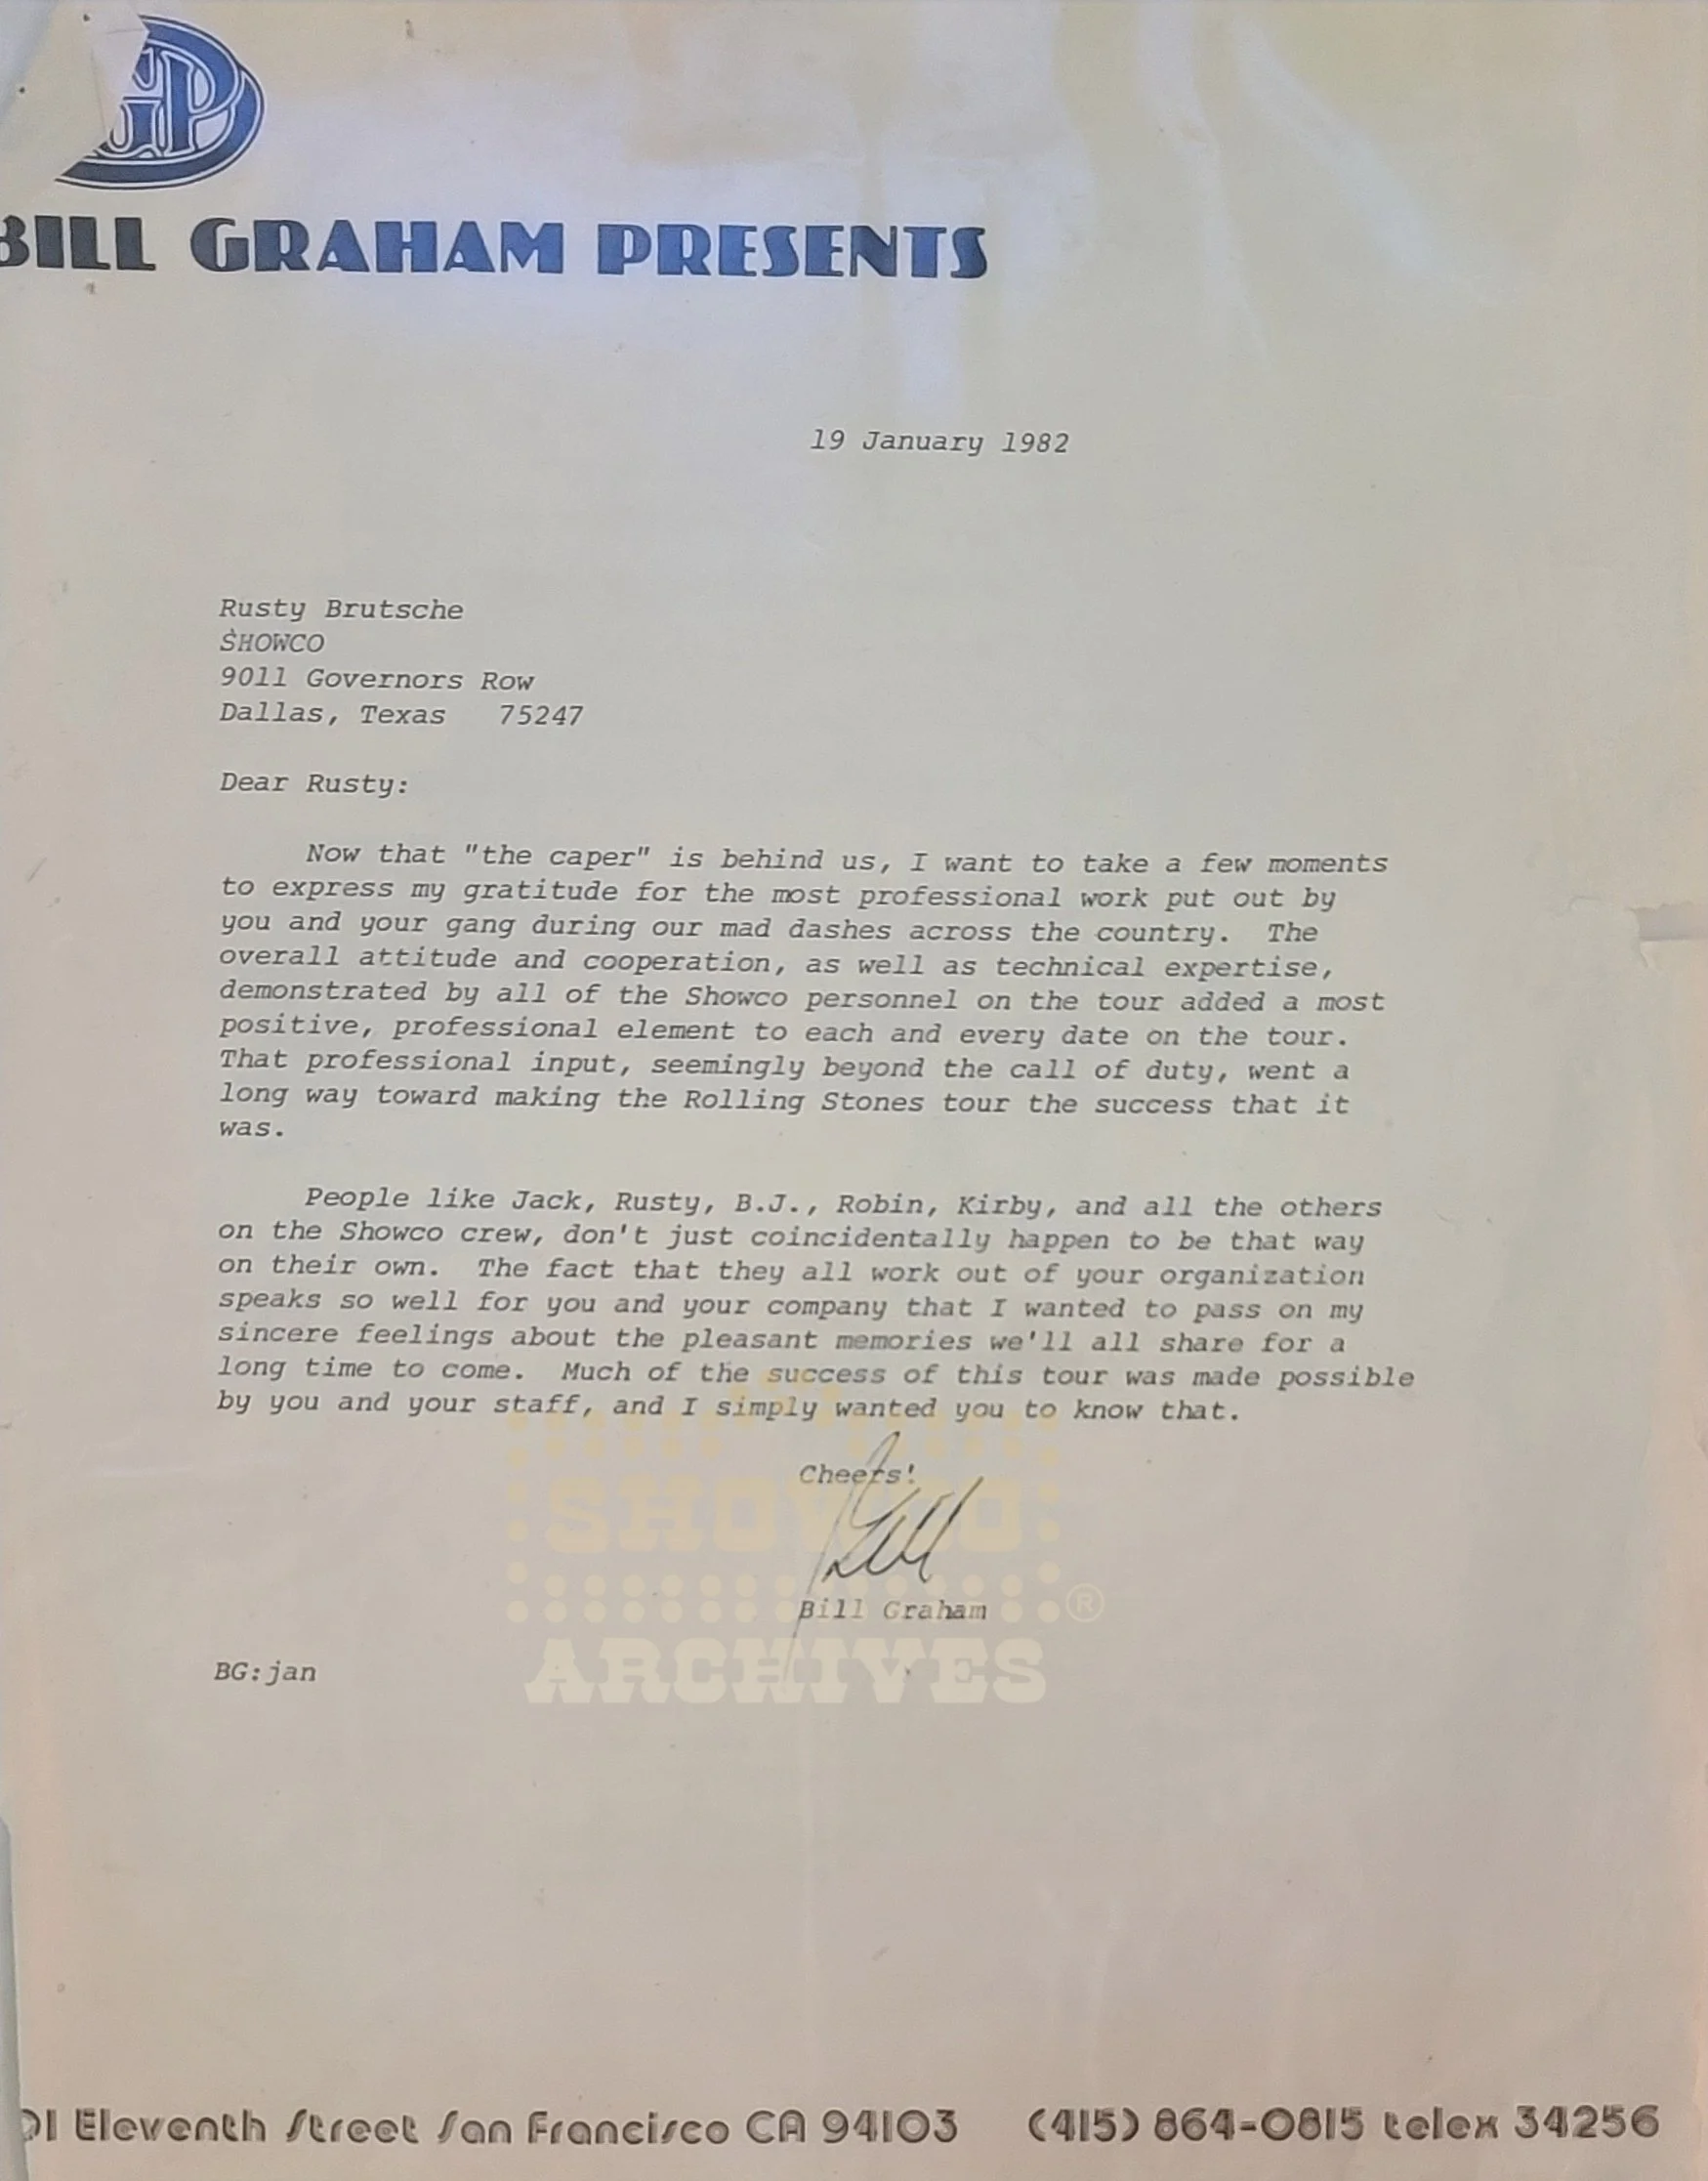 GP
BILL GRAHAM PRESENTS
19 January 1982
Rusty Brutsche
SHOWCO
9011 Governors Row
Dallas, Texas   75247
Dear Rusty:
Now that "the caper" is behind us, I want to take a few moments
to express my gratitude for the most professional work put out by
you and your gang during our mad dashes across the country.  The
overall attitude and cooperation, as well as technical expertise,
demonstrated by all of the Showco personnel on the tour added a most
positive, professional element to each and every date on the tour.
That professional input, seemingly beyond the call of duty, went a
long way toward making the Rolling Stones tour the success that it
was.
People like Jack, Rusty, B.J., Robin, Kirby, and all the others
on the Showco crew, don't just coincidentally happen to be that way
on their own.  The fact that they all work out of your organization
speaks so well for you and your company that I wanted to pass on my
sincere feelings about the pleasant memories we'll all share for a
long time to come.  Much of the success of this tour was made possible
by you and your staff, and I simply wanted you to know that.
Cheers!
Bill
Bill Graham
SHOWCO
ARCHIVES ®
BG:jan
01 Eleventh Street San Francisco CA 94103   (415) 864-0815 telex 34256